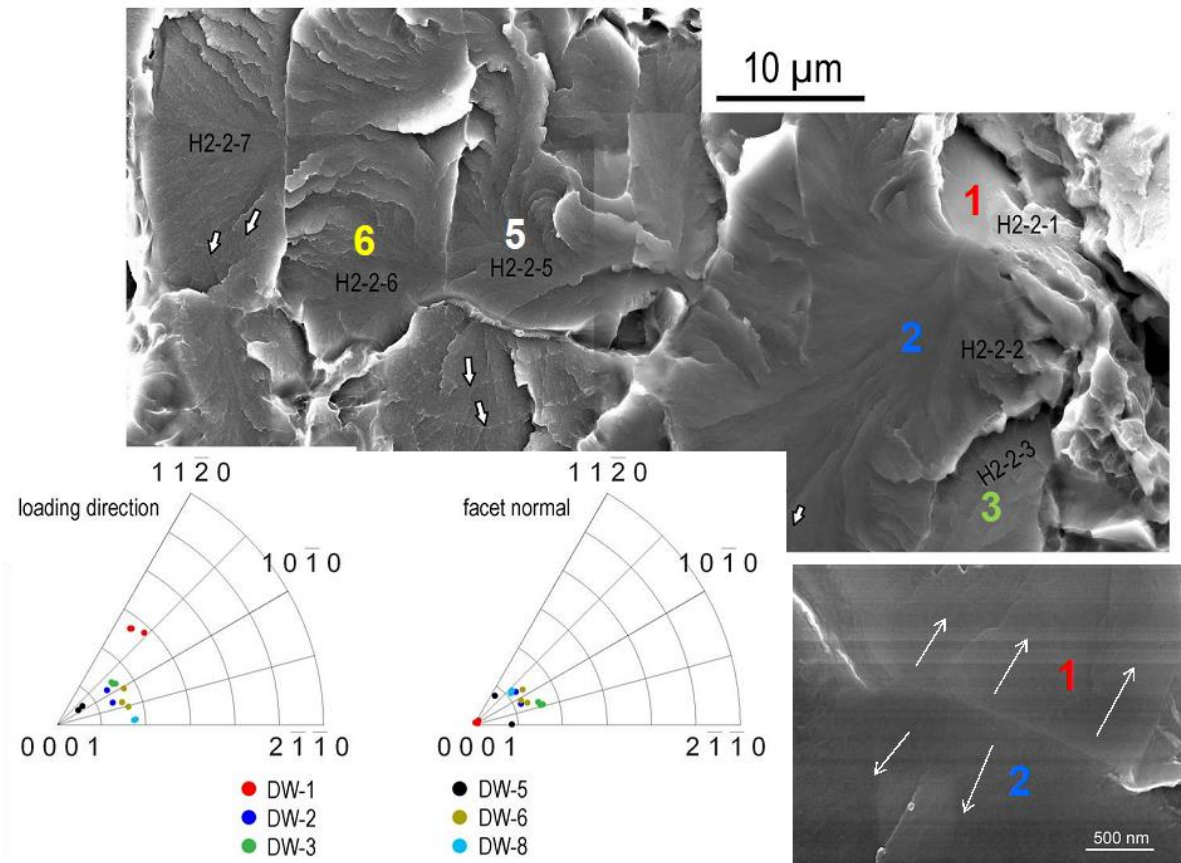 10 µm
H2-2-7
1
H2-2-1
6
5
H2-2-6
H2-2-5
2
H2-2-2
H2-2-3
3
1 1 2̅ 0
loading direction
1 0 1̅ 0
0 0 0 1
2 1̅ 1̅ 0
1 1 2̅ 0
facet normal
1 0 1̅ 0
0 0 0 1
2 1̅ 1̅ 0
DW-1
DW-2
DW-3
DW-5
DW-6
DW-8
1
2
500 nm